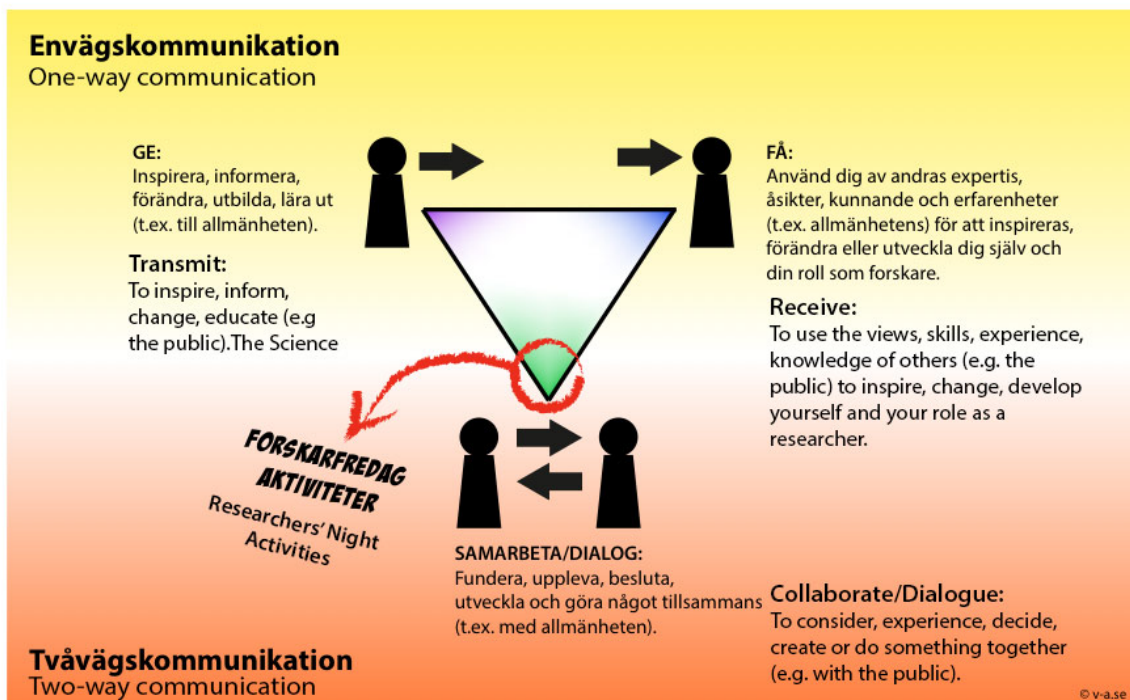 Envägskommunikation
One-way communication
GE:
Inspirera, informera,
förändra, utbilda, lära ut
(t.ex. till allmänheten).
Transmit:
To inspire, inform,
change, educate (e.g
the public).The Science
FÅ:
Använd dig av andras expertis,
åsikter, kunnande och erfarenheter
(t.ex. allmänhetens) för att inspireras,
förändra eller utveckla dig själv och
din roll som forskare.
Receive:
To use the views, skills, experience,
knowledge of others (e.g. the
public) to inspire, change, develop
yourself and your role as a
researcher.
FORSKARFREDAG
AKTIVITETER
Researchers' Night
Activities
SAMARBETA/DIALOG:
Fundera, uppleva, besluta,
utveckla och göra något tillsammans
(t.ex. med allmänheten).
Collaborate/Dialogue:
To consider, experience, decide,
create or do something together
(e.g. with the public).
Tvåvägskommunikation
Two-way communication
© v-a.se